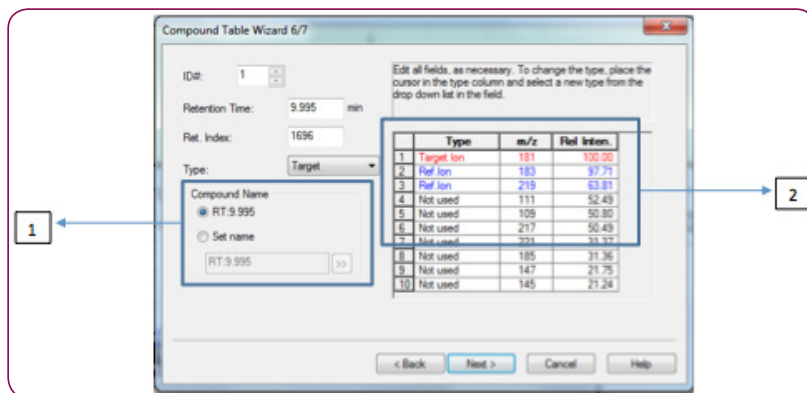 Compound Table Wizard 6/7
ID#: 1
Retention Time: 9.995 min
Ret. Index: 1696
Type: Target
Compound Name
RT:9.995
Set name
RT:9.995 >>
Edit all fields, as necessary. To change the type, place the
cursor in the type column and select a new type from the
drop down list in the field.
Type m/z Rel Inten.
1 Target Ion 181 100.00
2 Ref.Ion 183 97.71
3 Ref.Ion 219 63.81
4 Not used 111 52.49
5 Not used 109 50.80
6 Not used 217 50.49
7 Not used 221 31.37
8 Not used 185 31.36
9 Not used 147 21.75
10 Not used 145 21.24
1
2
< Back Next > Cancel Help